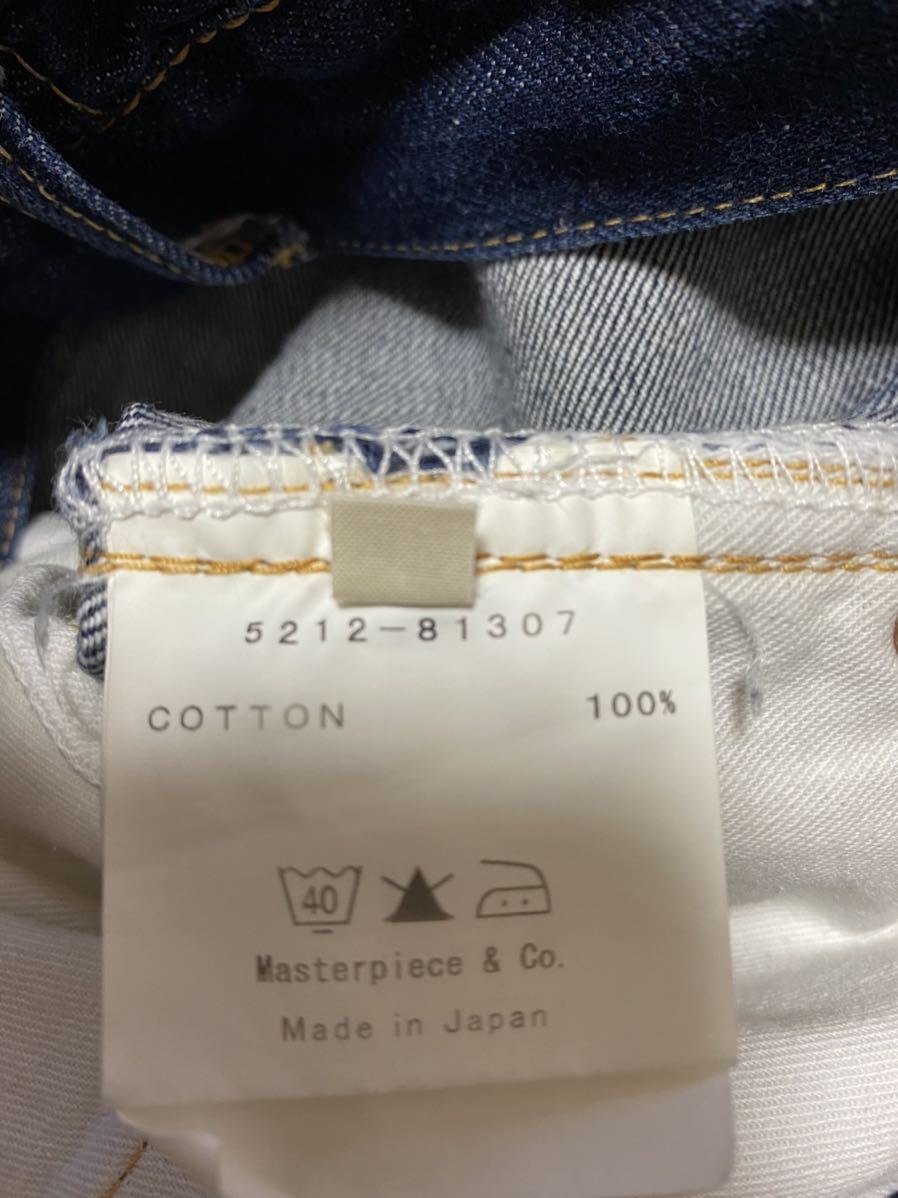 5212-81307
COTTON 100%
40
Masterpiece & Co.
Made in Japan